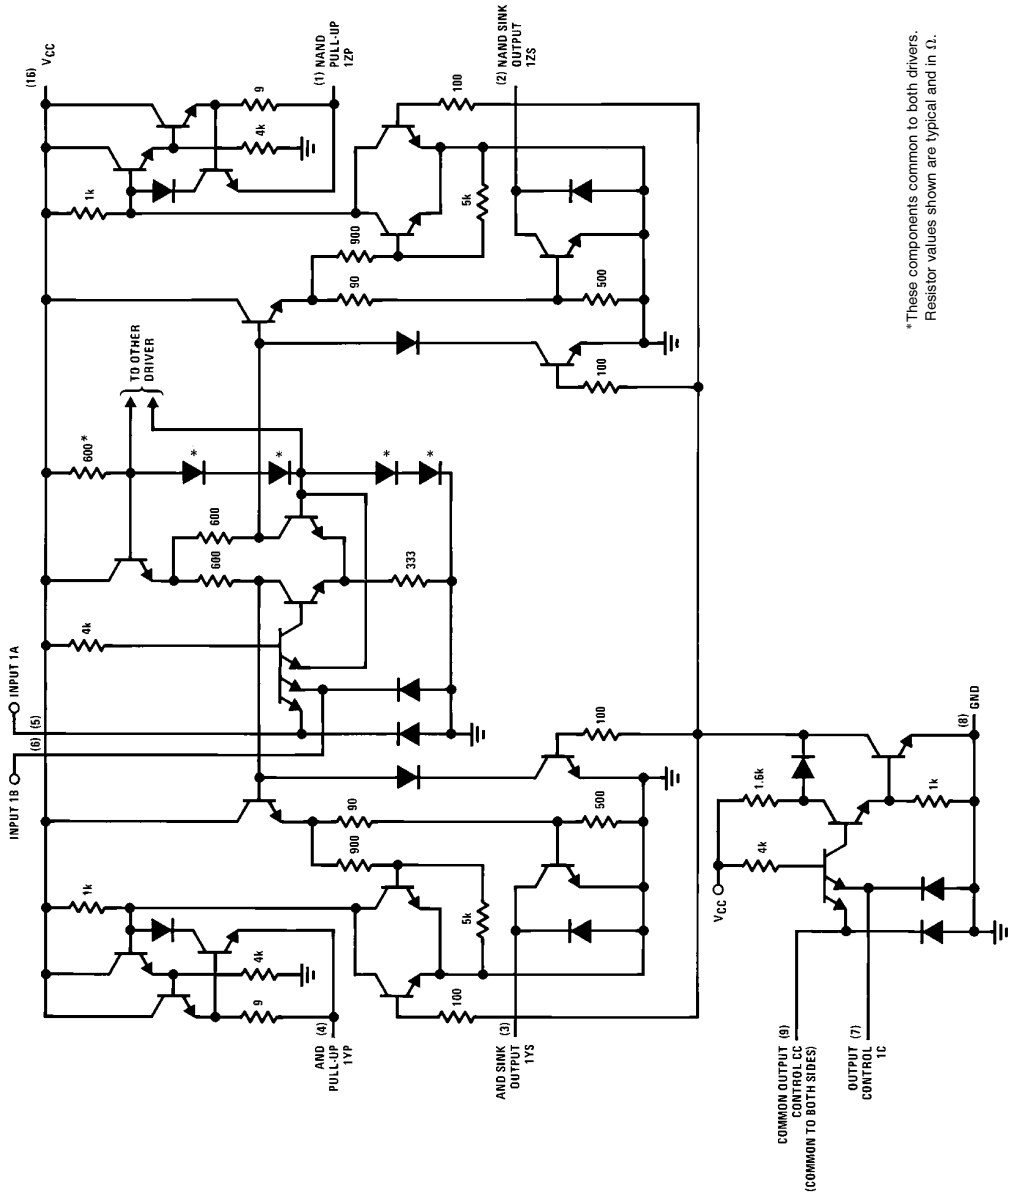 (16)
VCC
(1) NAND
PULL-UP
1ZP
(2) NAND SINK
OUTPUT
1ZS
9
4k
1k
100
5k
900
90
500
100
TO OTHER
DRIVER
600*
*
*
*
*
600
600
333
4k
INPUT 1A
(5)
(6)
INPUT 1B
100
90
500
900
1k
5k
4k
9
100
(4)
AND
PULL-UP
1YP
(3)
AND SINK
OUTPUT
1YS
VCC
1.6k
4k
1k
(8)
GND
COMMON OUTPUT (9)
CONTROL CC
(COMMON TO BOTH SIDES)
OUTPUT (7)
CONTROL
1C
*These components common to both drivers.
Resistor values shown are typical and in Ω.